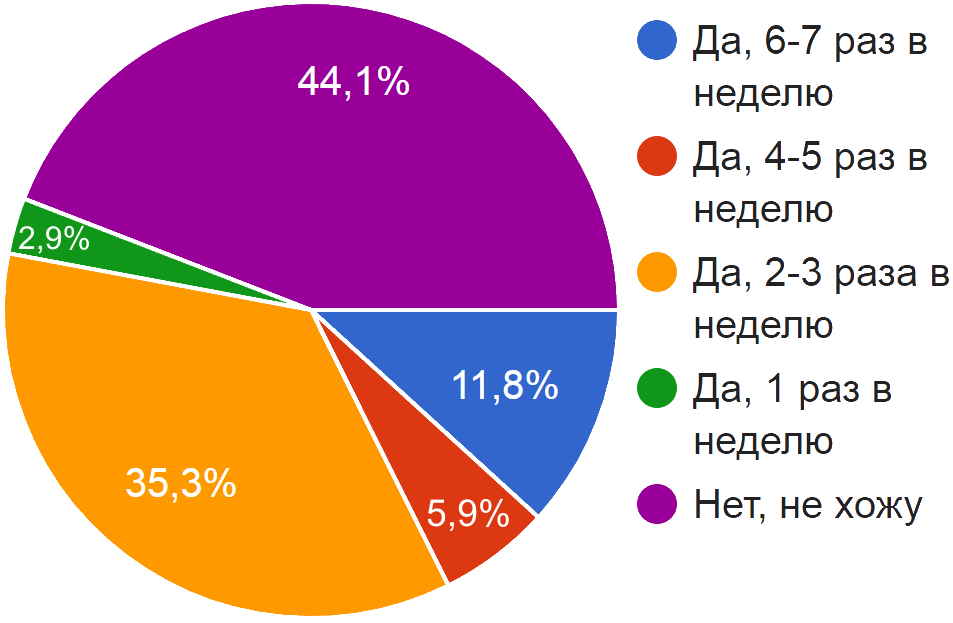 44,1%
2,9%
11,8%
35,3%
5,9%
Да, 6-7 раз в
неделю
Да, 4-5 раз в
неделю
Да, 2-3 раза в
неделю
Да, 1 раз в
неделю
Нет, не хожу